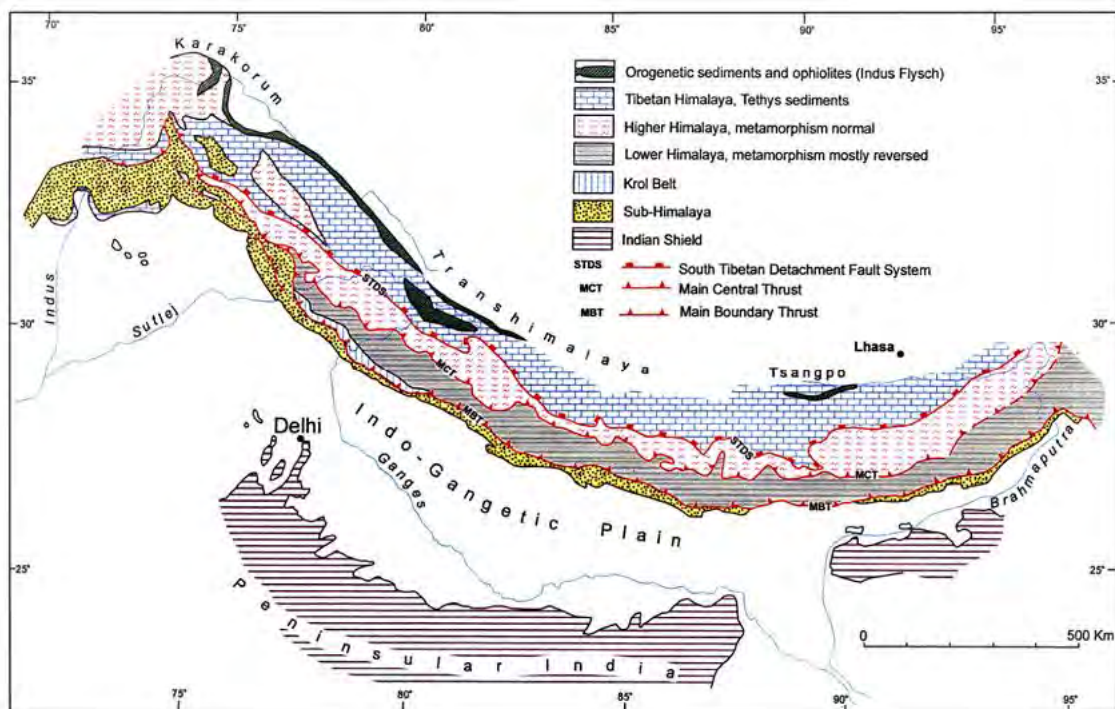 70°
75°
80°
85°
90°
95°
35°
35°
Karakorum
Orogenetic sediments and ophiolites (Indus Flysch)
Tibetan Himalaya, Tethys sediments
Higher Himalaya, metamorphism normal
Lower Himalaya, metamorphism mostly reversed
Krol Belt
Sub-Himalaya
Indian Shield
STDS South Tibetan Detachment Fault System
MCT Main Central Thrust
MBT Main Boundary Thrust
Indus
Sutlej
Transhimalaya
STDS
30°
30°
Lhasa
Tsangpo
MCT
MBT
Delhi
Indo-Gangetic Plain
Ganges
STDS
MCT
MBT
Brahmaputra
25°
25°
Peninsular India
0 500 Km
75°
80°
85°
90°
95°